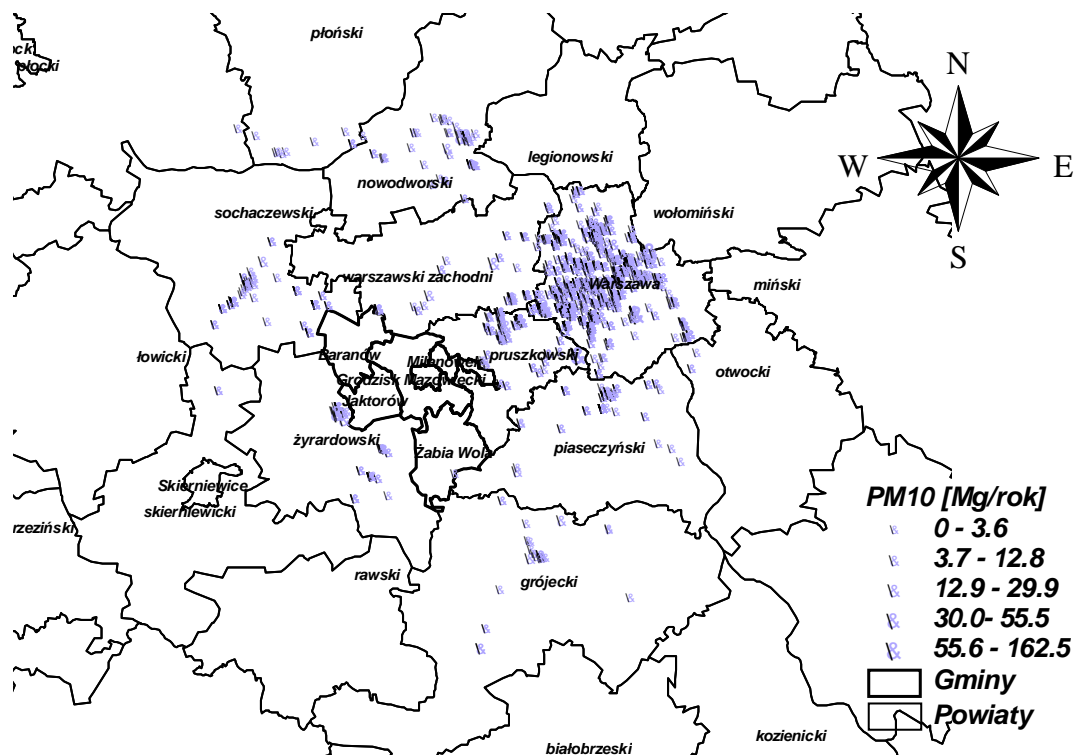 płoński
płocki
N
legionowski
W
E
nowodworski
sochaczewski
wołomiński
S
warszawski zachodni
Warszawa
miński
łowicki
Baranów
Milanówek
pruszkowski
otwocki
Grodzisk Mazowiecki
Jaktorów
żyrardowski
Żabia Wola
piaseczyński
Skierniewice
skierniewicki
PM10 [Mg/rok]
0 - 3.6
rzeziński
3.7 - 12.8
rawski
grójecki
12.9 - 29.9
30.0- 55.5
55.6 - 162.5
Gminy
Powiaty
kozienicki
białobrzeski